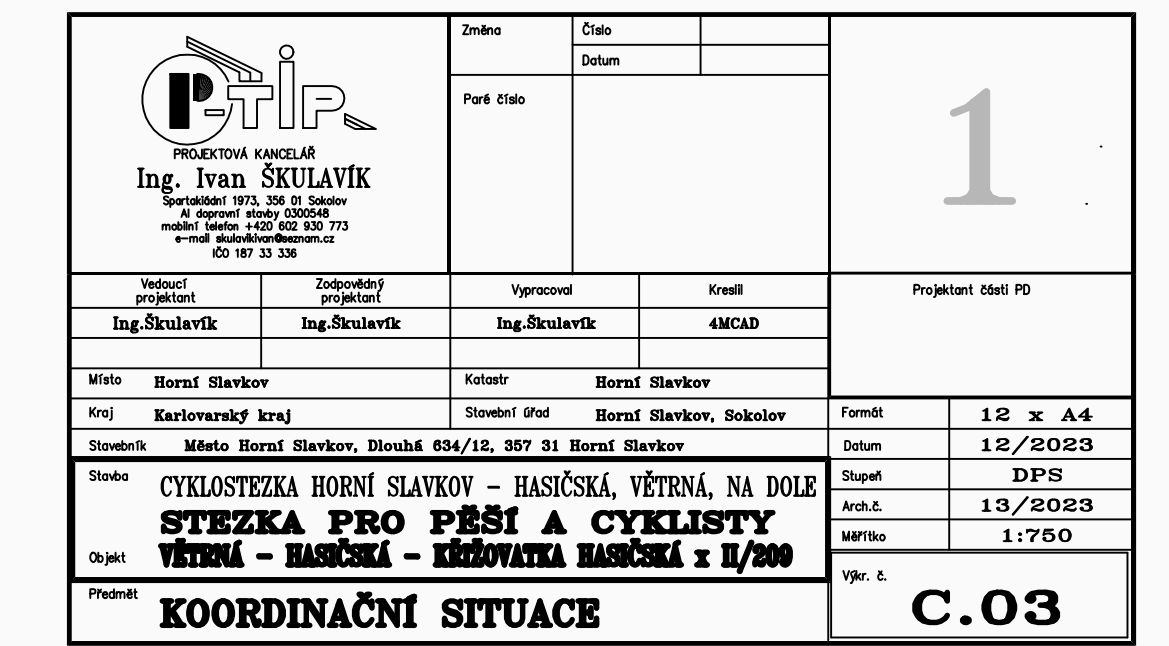 P-TIP
PROJEKTOVÁ KANCELÁŘ
Ing. Ivan ŠKULAVÍK
Spartakiádní 1973, 356 01 Sokolov
AI dopravní stavby 0300548
mobilní telefon +420 602 930 773
e-mail skulavikivan@seznam.cz
IČO 187 33 336
Změna
Číslo
Datum
Paré číslo
1
Vedoucí
projektant
Zodpovědný
projektant
Vypracoval
Kreslil
Projektant části PD
Ing.Škulavík
Ing.Škulavík
Ing.Škulavík
4MCAD
Místo Horní Slavkov
Katastr Horní Slavkov
Kraj Karlovarský kraj
Stavební úřad Horní Slavkov, Sokolov
Formát 12 x A4
Stavebník Město Horní Slavkov, Dlouhá 634/12, 357 31 Horní Slavkov
Datum 12/2023
Stavba CYKLOSTEZKA HORNÍ SLAVKOV - HASIČSKÁ, VĚTRNÁ, NA DOLE
STEZKA PRO PĚŠÍ A CYKLISTY
Objekt VĚTRNÁ - HASIČSKÁ - KŘIŽOVATKA HASIČSKÁ x II/209
Stupeň DPS
Arch.č. 13/2023
Měřítko 1:750
Předmět KOORDINAČNÍ SITUACE
Výkr. č.
C.03